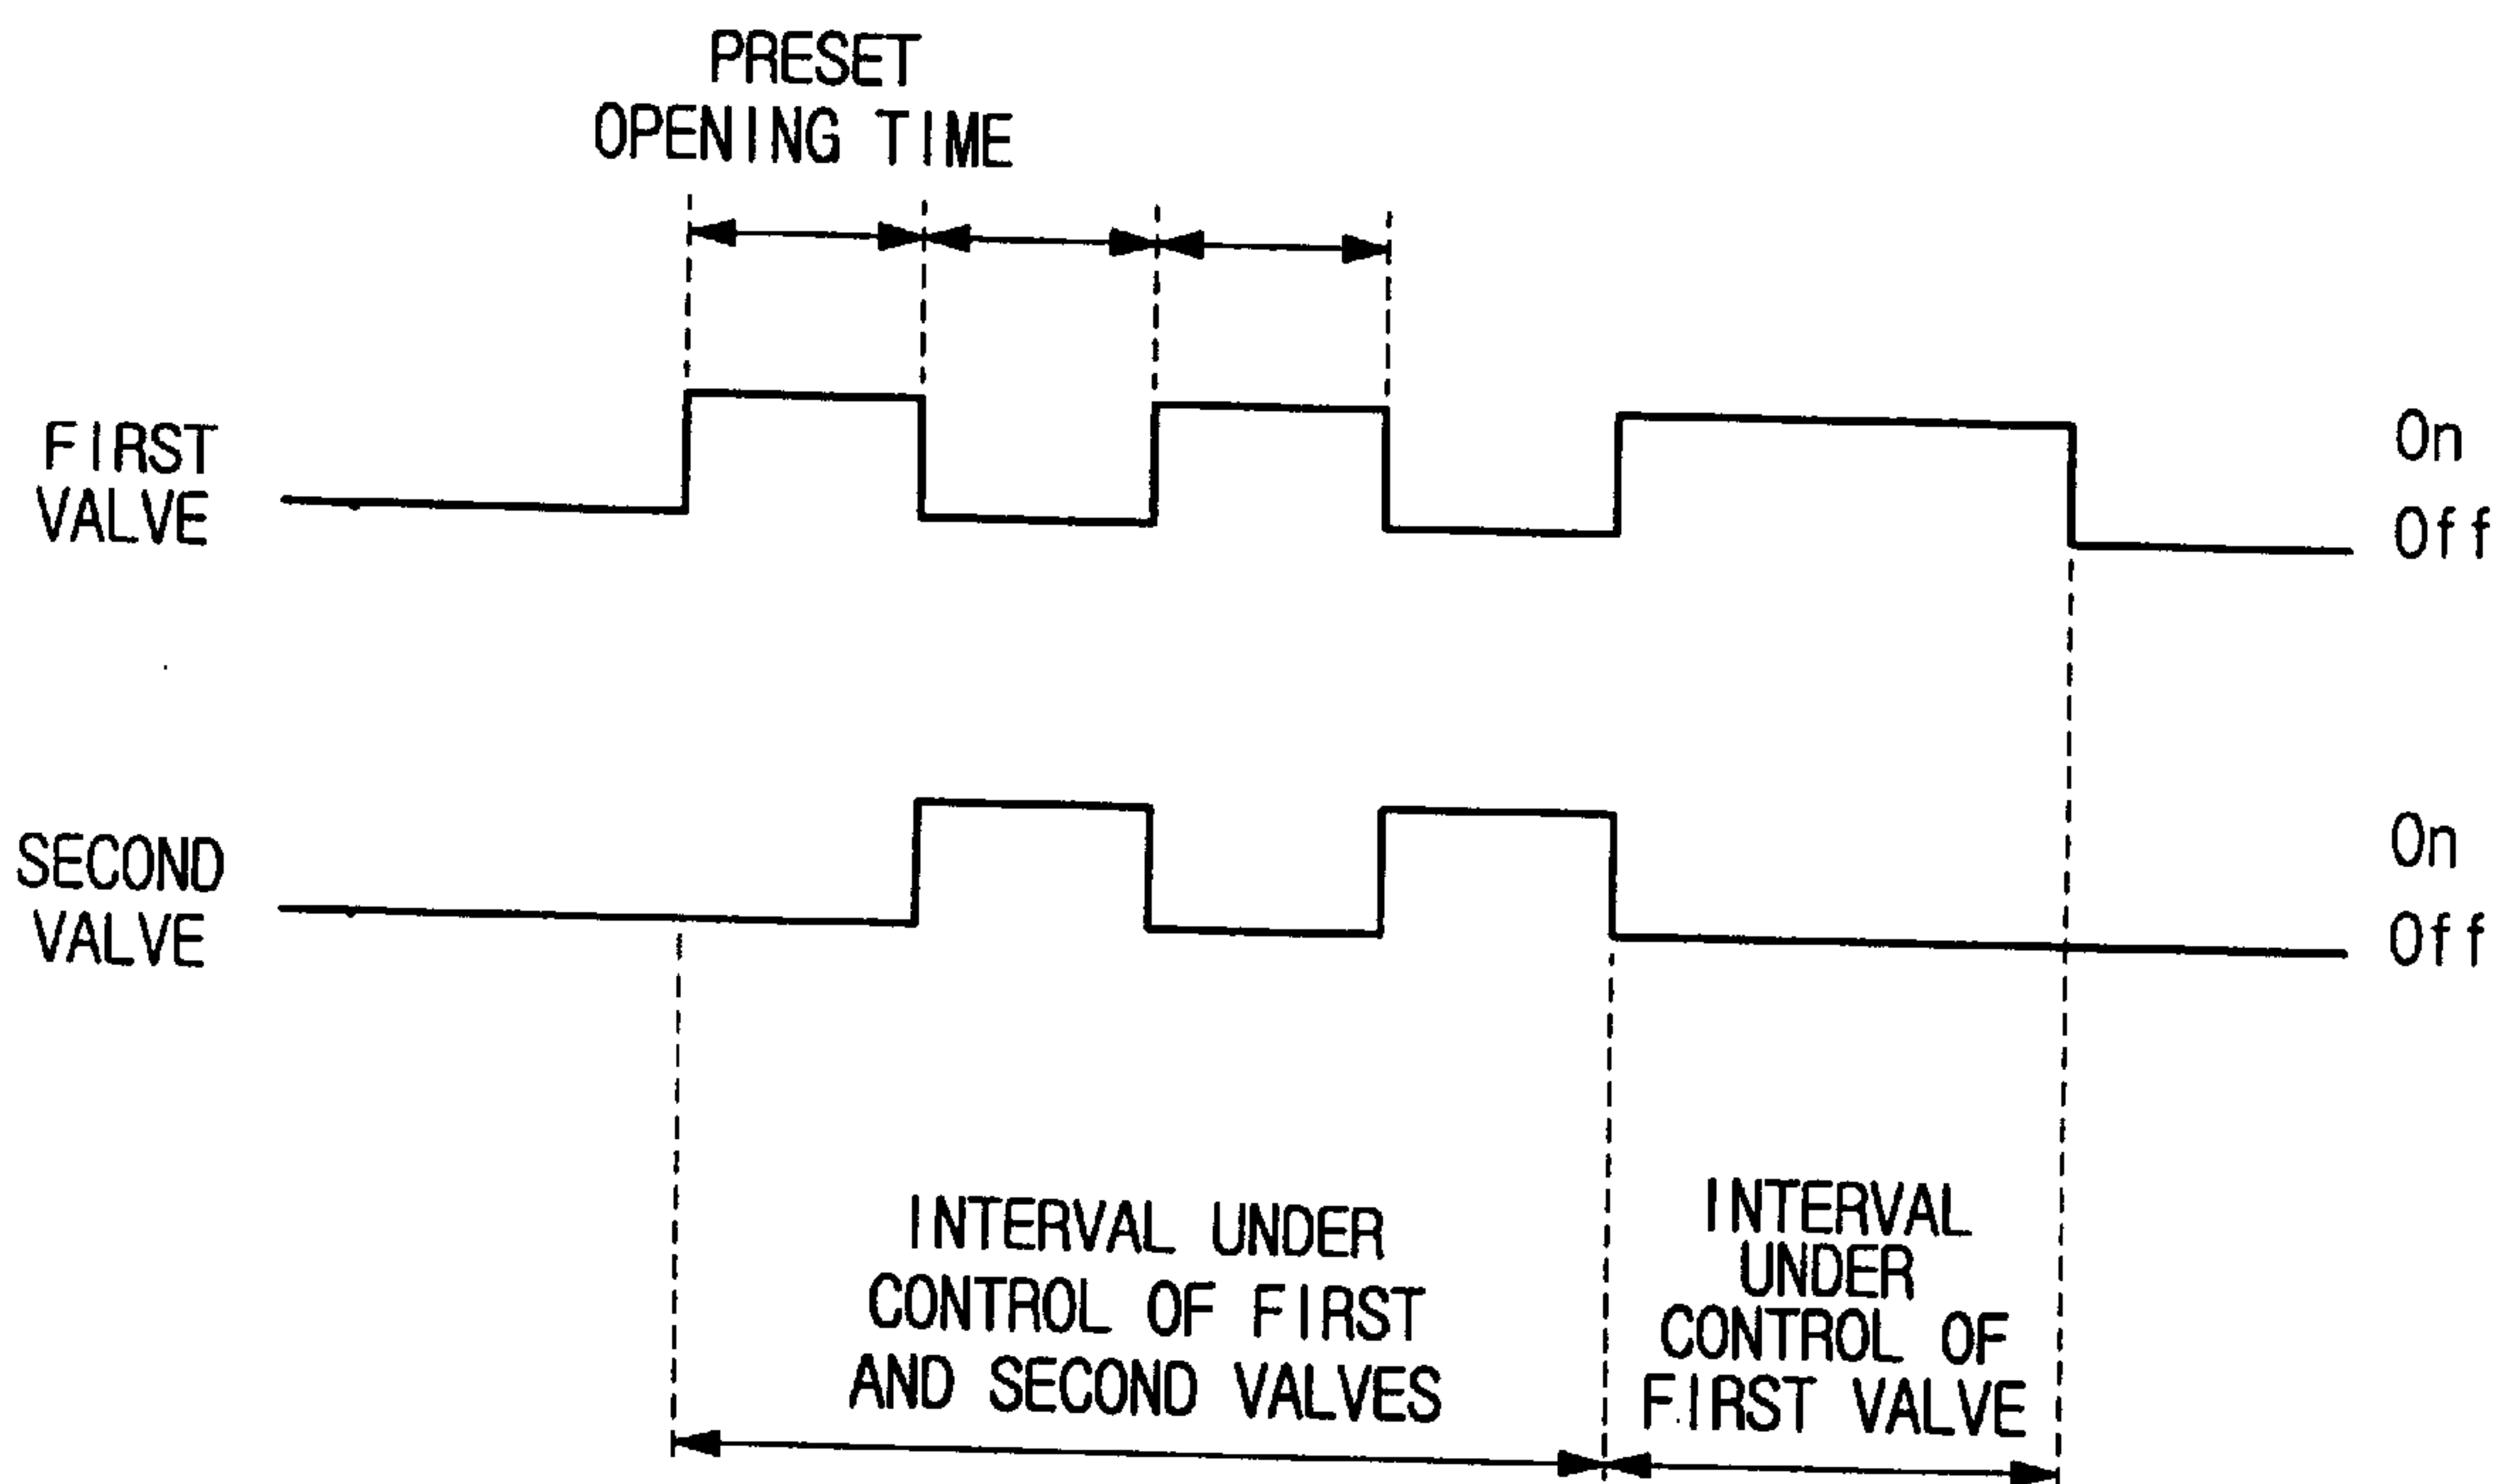 PRESET
OPENING TIME
FIRST
VALVE
On
Off
SECOND
VALVE
On
Off
INTERVAL UNDER
CONTROL OF FIRST
AND SECOND VALVES
INTERVAL
UNDER
CONTROL OF
FIRST VALVE